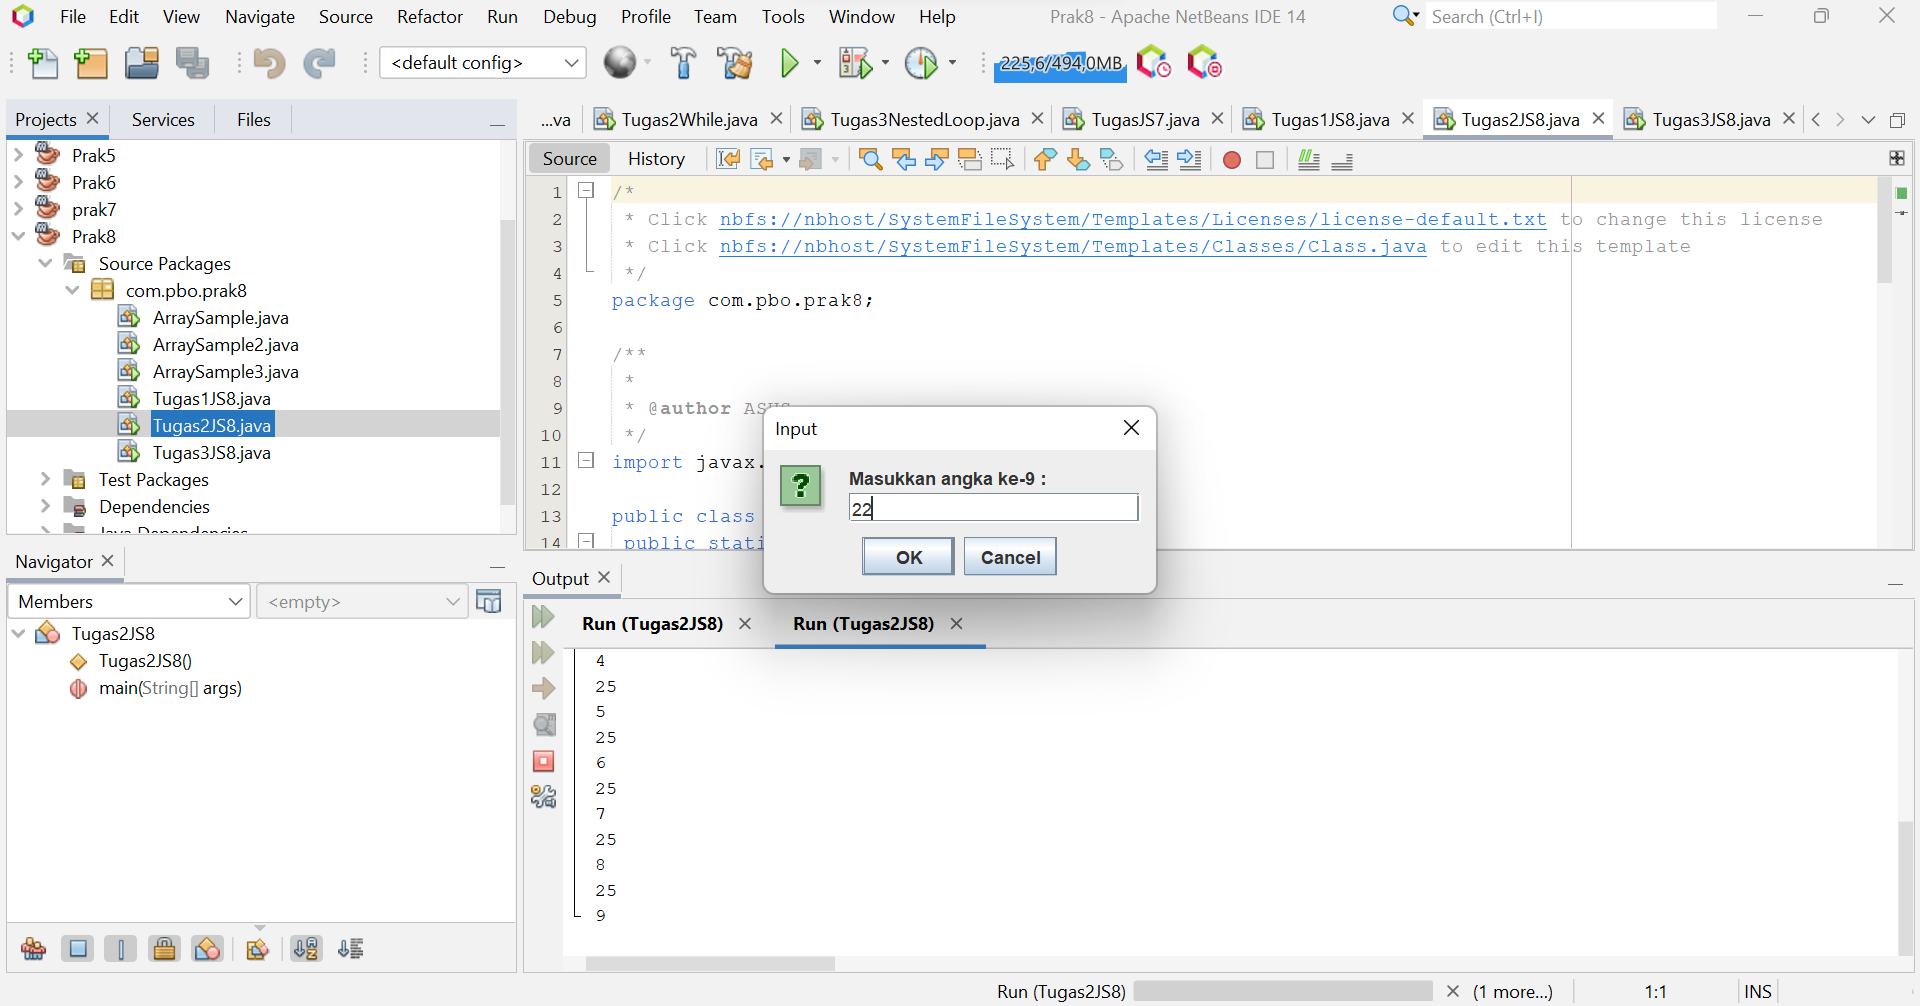 File Edit View Navigate Source Refactor Run Debug Profile Team Tools Window Help
Prak8 - Apache NetBeans IDE 14
Search (Ctrl+I)
<default config>
225,6/494,0MB
Projects Services Files
Prak5
Prak6
prak7
Prak8
Source Packages
com.pbo.prak8
ArraySample.java
ArraySample2.java
ArraySample3.java
Tugas1JS8.java
Tugas2JS8.java
Tugas3JS8.java
Test Packages
Dependencies
Java Dependencies
...va Tugas2While.java Tugas3NestedLoop.java TugasJS7.java Tugas1JS8.java Tugas2JS8.java Tugas3JS8.java
Source History
1 /*
2 * Click nbfs://nbhost/SystemFileSystem/Templates/Licenses/license-default.txt to change this license
3 * Click nbfs://nbhost/SystemFileSystem/Templates/Classes/Class.java to edit this template
4 */
5 package com.pbo.prak8;
6
7 /**
8 *
9 * @author ASUS
10 */
11 import javax.
12
13 public class
14 public stati
Input
Masukkan angka ke-9 :
22
OK Cancel
Navigator
Members
<empty>
Tugas2JS8
Tugas2JS8()
main(String[] args)
Output
Run (Tugas2JS8) Run (Tugas2JS8)
4
25
5
25
6
25
7
25
8
25
9
Run (Tugas2JS8) (1 more...) 1:1 INS